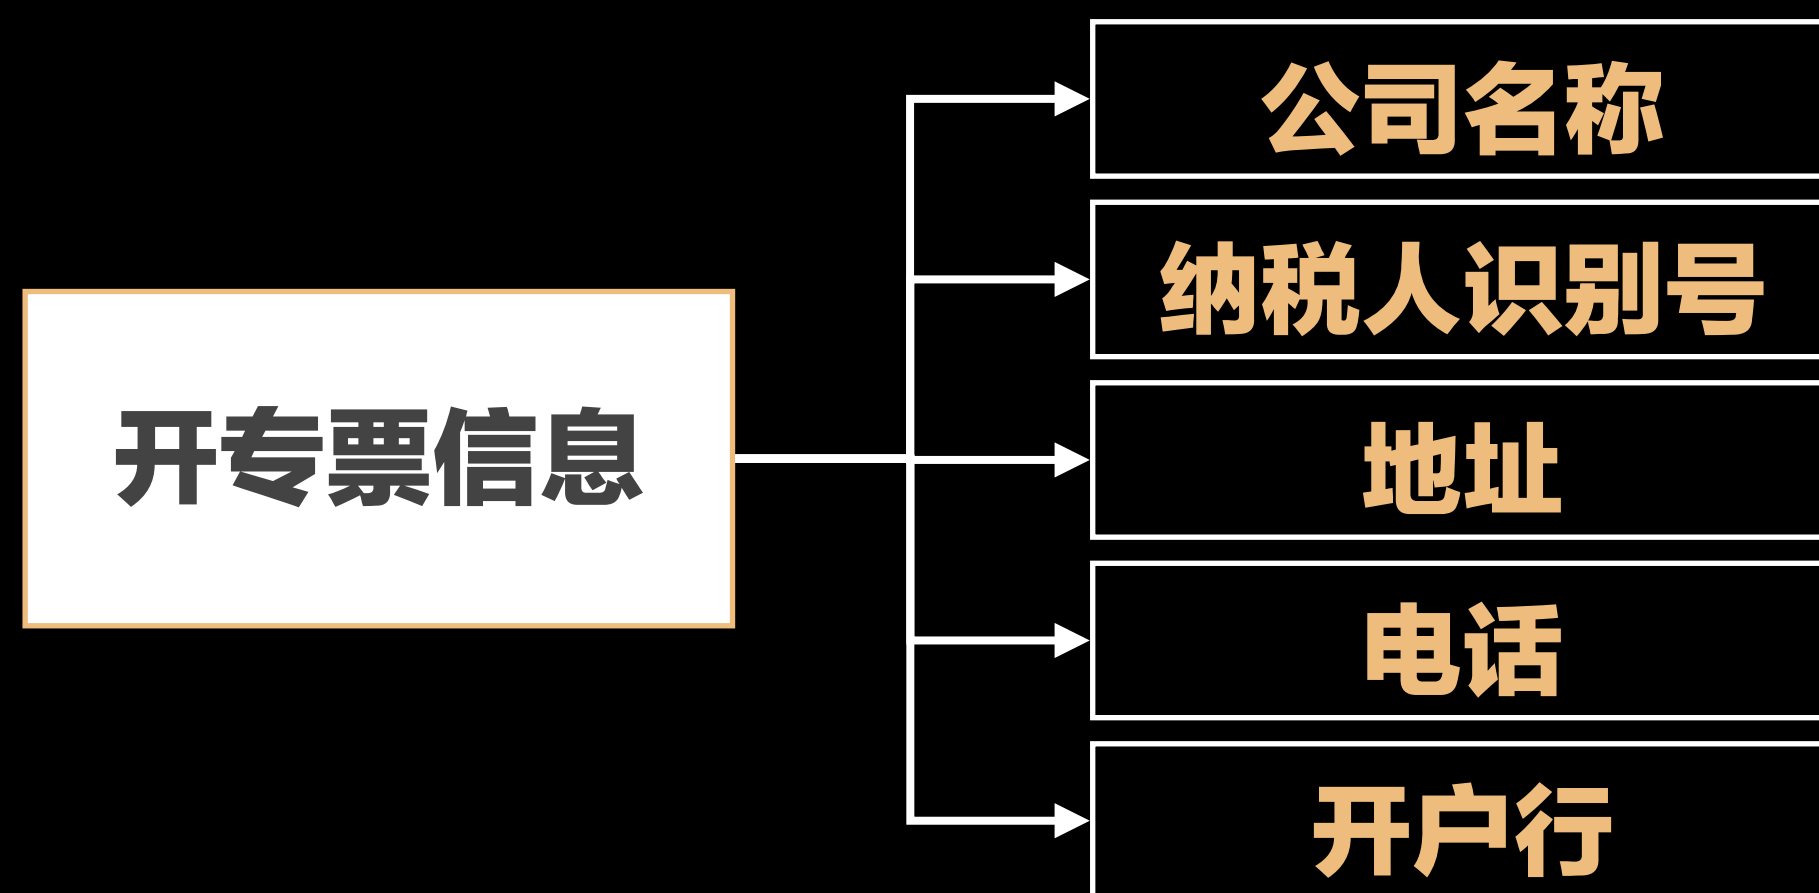 开专票信息
公司名称
纳税人识别号
地址
电话
开户行